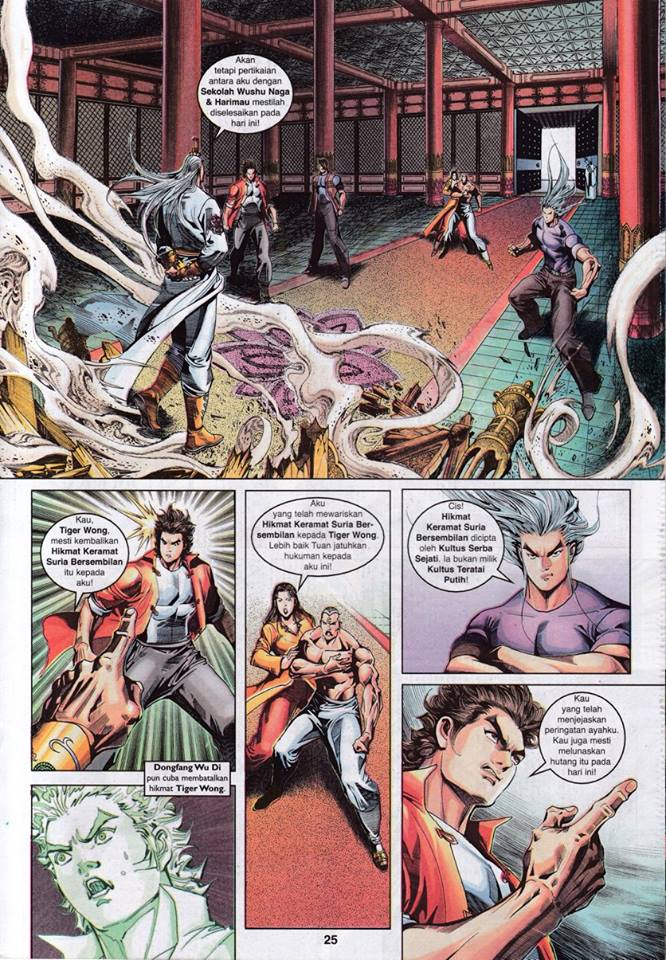 Akan
tetapi pertikaian
antara aku dengan
Sekolah Wushu Naga
& Harimau mestilah
diselesaikan pada
hari ini!
Kau,
Tiger Wong,
mesti kembalikan
Hikmat Keramat
Suria Bersembilan
itu kepada
aku!
Dongfang Wu Di
pun cuba membatalkan
hikmat Tiger Wong.
Aku
yang telah mewariskan
Hikmat Keramat Suria Ber-
sembilan kepada Tiger Wong.
Lebih baik Tuan jatuhkan
hukuman kepada
aku ini!
Cis!
Hikmat
Keramat Suria
Bersembilan dicipta
oleh Kultus Serba
Sejati. Ia bukan milik
Kultus Teratai
Putih!
Kau
yang telah
menjejaskan
peringatan ayahku.
Kau juga mesti
melunaskan
hutang itu pada
hari ini!
25